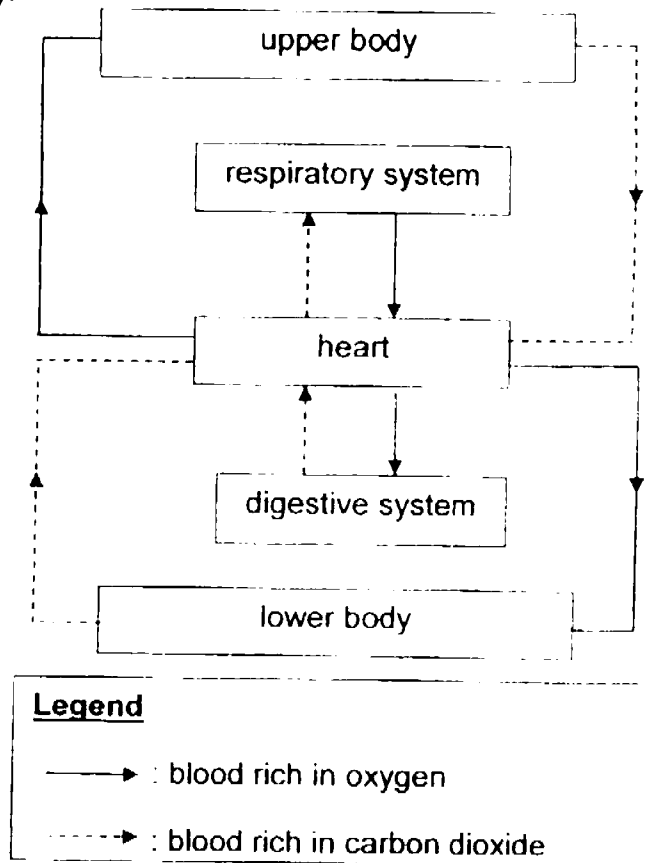 upper body
respiratory system
heart
digestive system
lower body
Legend
: blood rich in oxygen
: blood rich in carbon dioxide